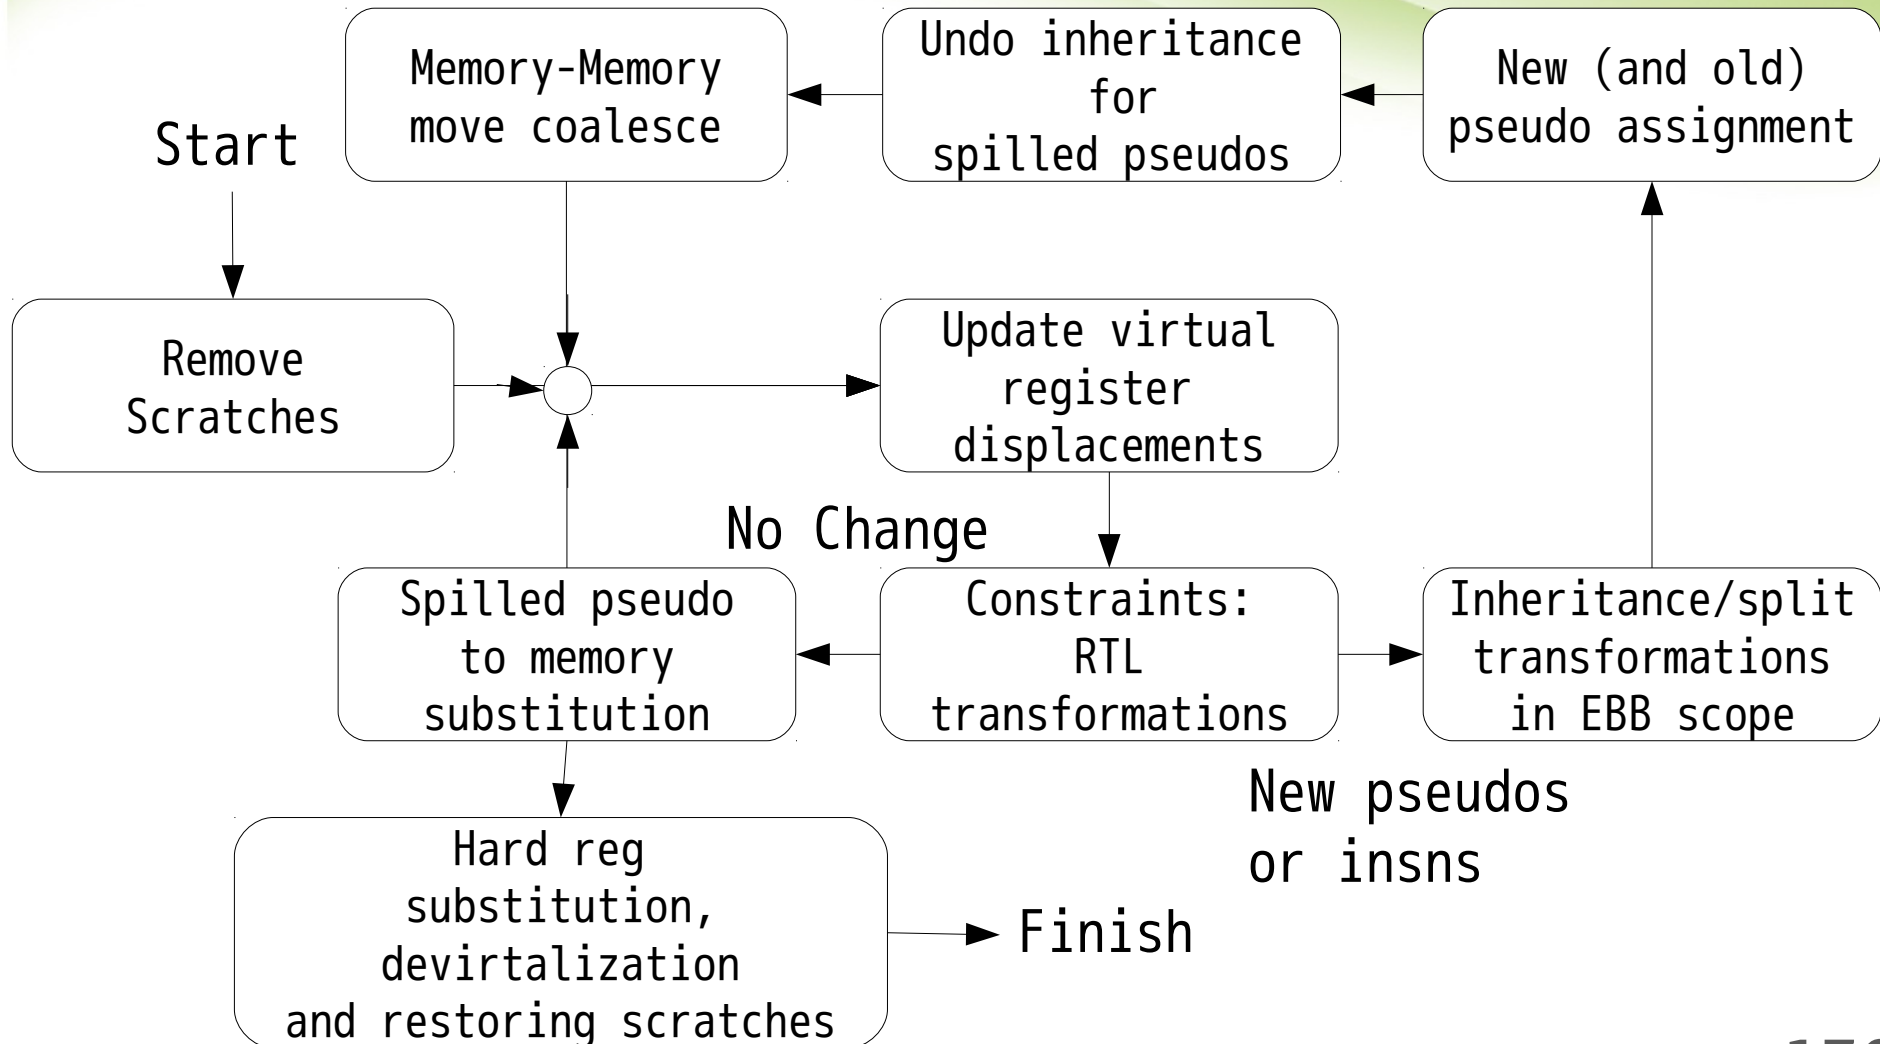 Memory-Memory
move coalesce
Undo inheritance
for
spilled pseudos
New (and old)
pseudo assignment
Start
Remove
Scratches
Update virtual
register
displacements
No Change
Spilled pseudo
to memory
substitution
Constraints:
RTL
transformations
Inheritance/split
transformations
in EBB scope
New pseudos
or insns
Hard reg
substitution,
devirtalization
and restoring scratches
Finish